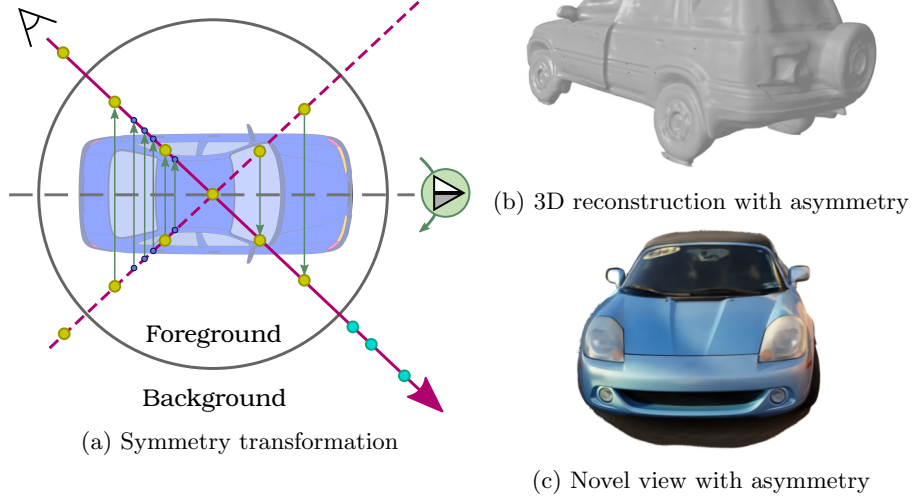 Foreground
Background
(a) Symmetry transformation
(b) 3D reconstruction with asymmetry
(c) Novel view with asymmetry